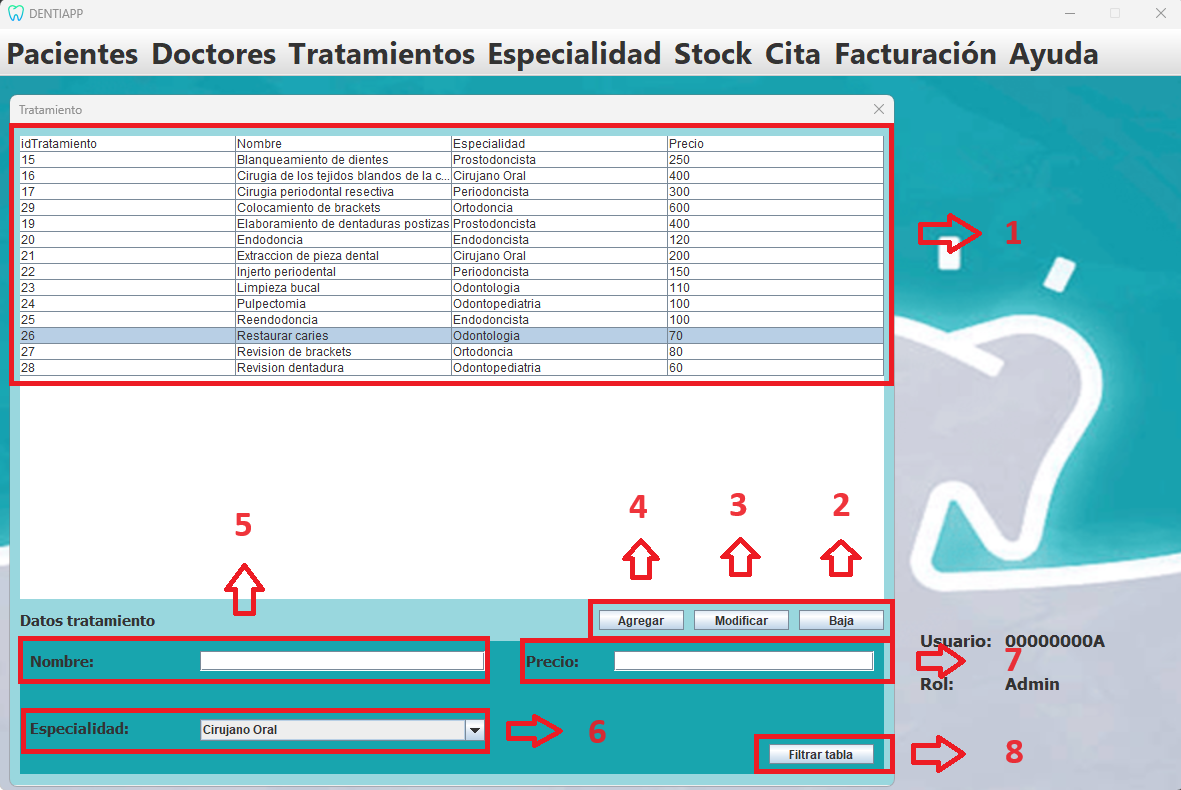 DENTIAPP
Pacientes Doctores Tratamientos Especialidad Stock Cita Facturación Ayuda
Tratamiento
idTratamiento Nombre Especialidad Precio
15 Blanqueamiento de dientes Prostodoncista 250
16 Cirugia de los tejidos blandos de la c... Cirujano Oral 400
17 Cirugia periodontal resectiva Periodoncista 300
29 Colocamiento de brackets Ortodoncia 600
19 Elaboramiento de dentaduras postizas Prostodoncista 400
20 Endodoncia Endodoncista 120
21 Extraccion de pieza dental Cirujano Oral 200
22 Injerto periodental Periodoncista 150
23 Limpieza bucal Odontologia 110
24 Pulpectomia Odontopediatria 100
25 Reendodoncia Endodoncista 100
26 Restaurar caries Odontologia 70
27 Revision de brackets Ortodoncia 80
28 Revision dentadura Odontopediatria 60
1
5 4 3 2
Datos tratamiento Agregar Modificar Baja
Nombre: Precio: 7
Especialidad: Cirujano Oral 6
Filtrar tabla 8
Usuario: 00000000A
Rol: Admin